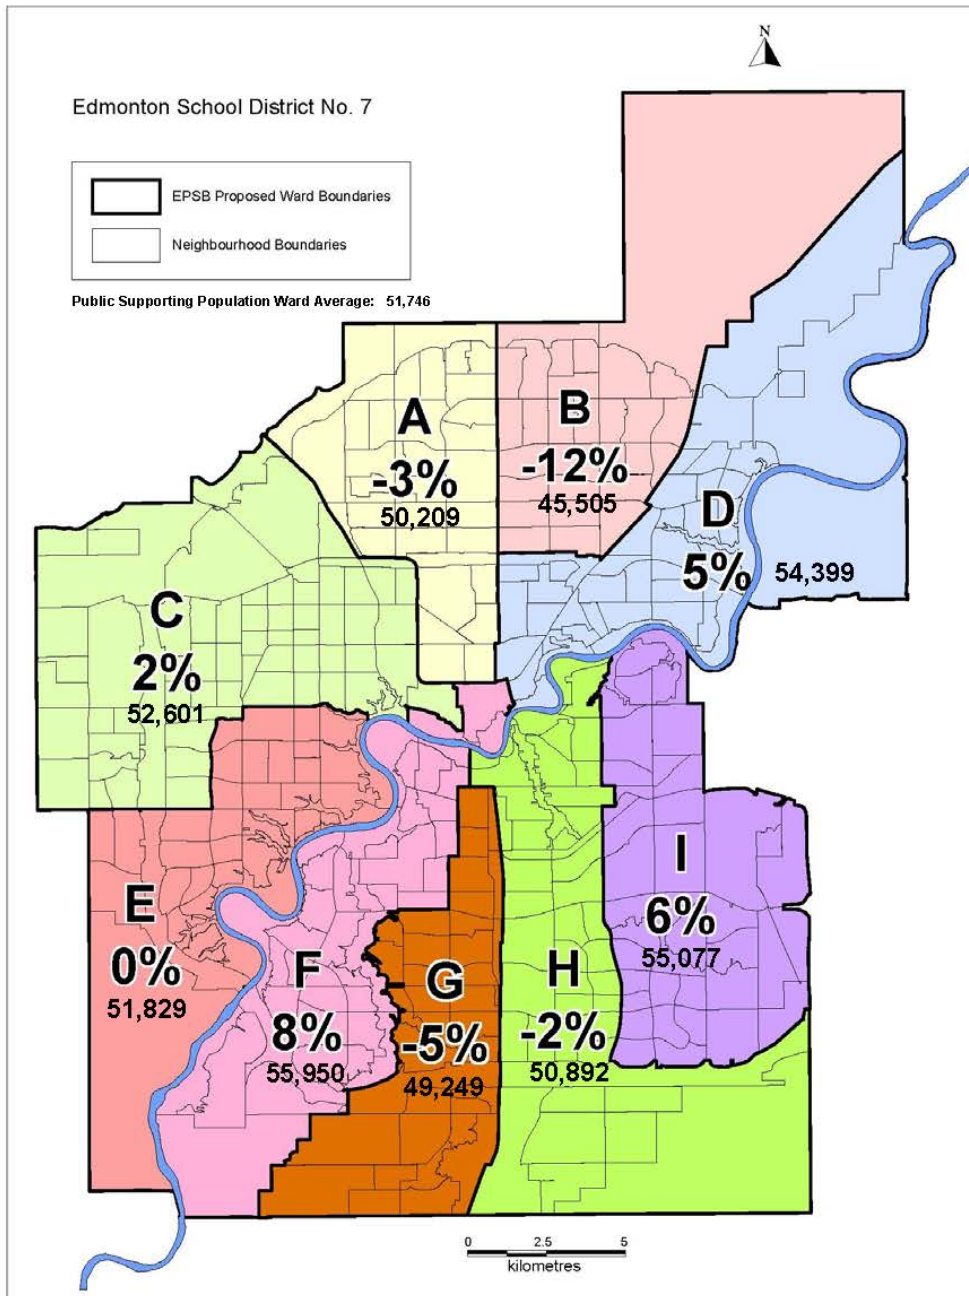 N
Edmonton School District No. 7
EPSB Proposed Ward Boundaries
Neighbourhood Boundaries
Public Supporting Population Ward Average: 51,746
A
-3%
50,209
B
-12%
45,505
D
5%
54,399
C
2%
52,601
E
0%
51,829
F
8%
55,950
G
-5%
49,249
H
-2%
50,892
I
6%
55,077
0 2.5 5
kilometres